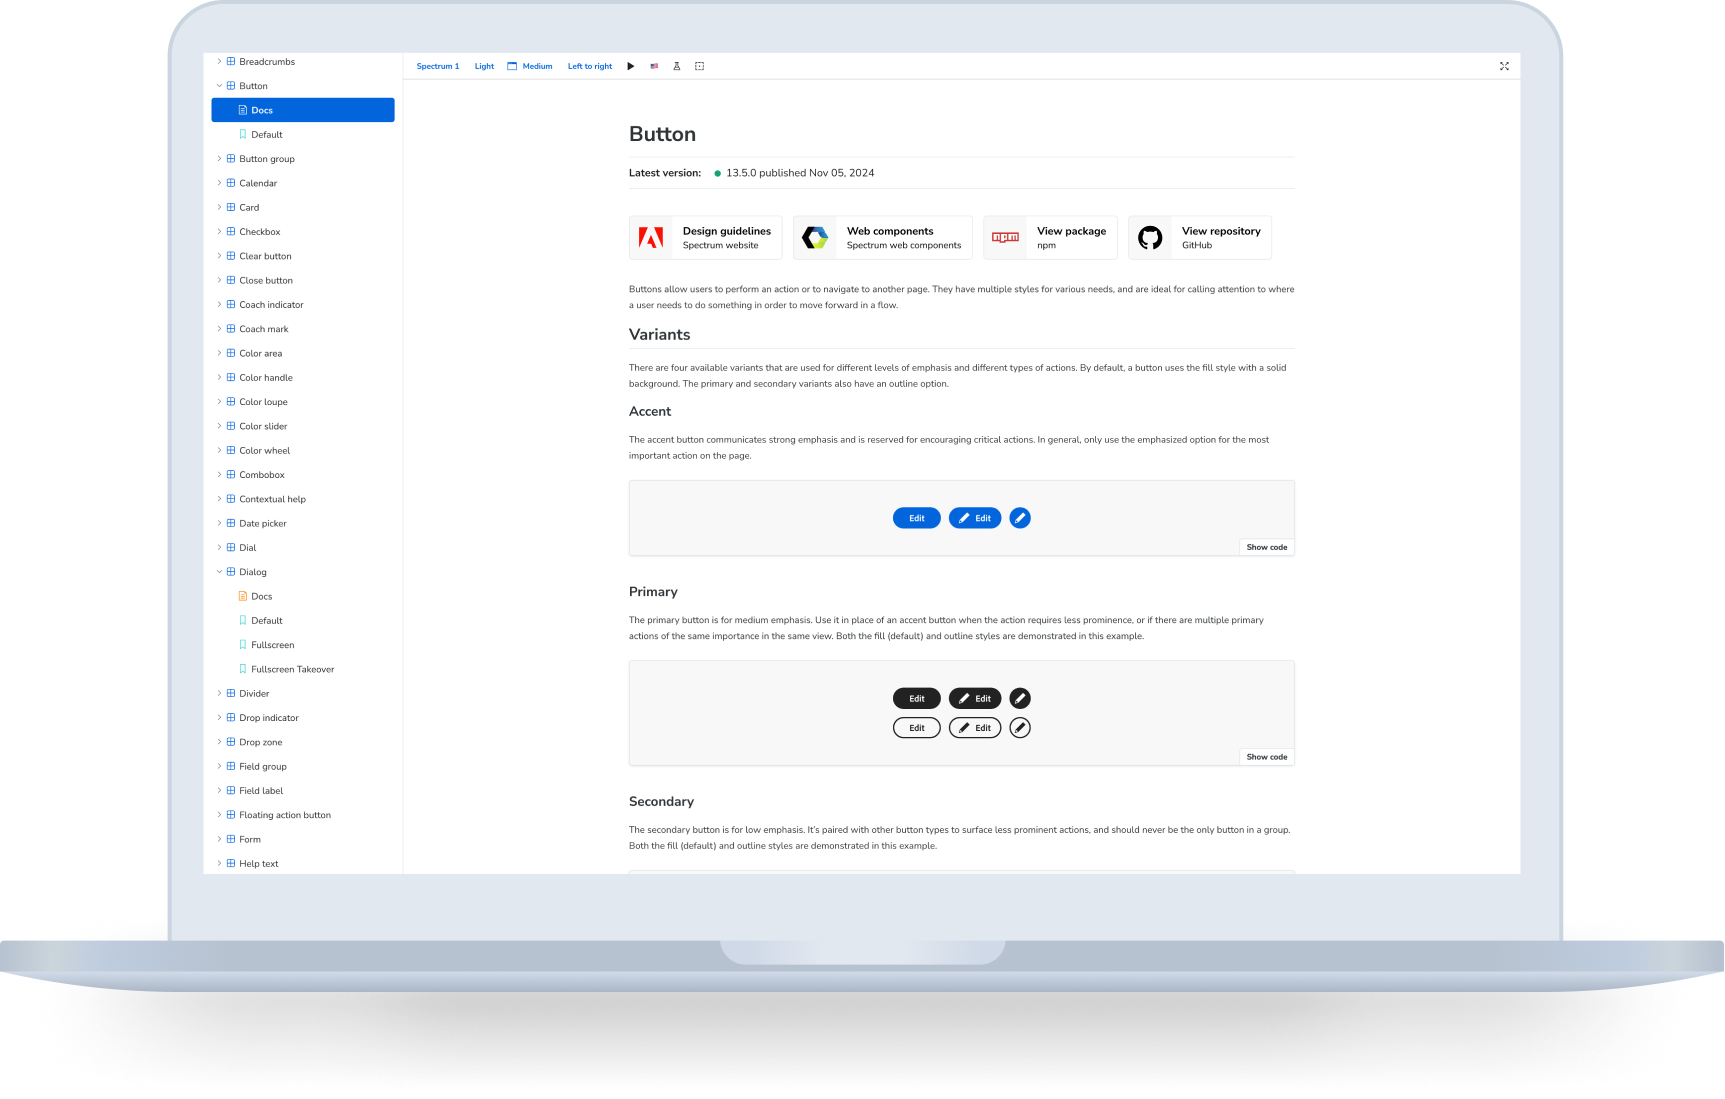 Breadcrumbs
Button
Docs
Default
Button group
Calendar
Card
Checkbox
Clear button
Close button
Coach indicator
Coach mark
Color area
Color handle
Color loupe
Color slider
Color wheel
Combobox
Contextual help
Date picker
Dial
Dialog
Docs
Default
Fullscreen
Fullscreen Takeover
Divider
Drop indicator
Drop zone
Field group
Field label
Floating action button
Form
Help text
Spectrum 1 Light Medium Left to right
Button
Latest version: 13.5.0 published Nov 05, 2024
Design guidelines
Spectrum website
Web components
Spectrum web components
npm
View package
npm
View repository
GitHub
Buttons allow users to perform an action or to navigate to another page. They have multiple styles for various needs, and are ideal for calling attention to where
a user needs to do something in order to move forward in a flow.
Variants
There are four available variants that are used for different levels of emphasis and different types of actions. By default, a button uses the fill style with a solid
background. The primary and secondary variants also have an outline option.
Accent
The accent button communicates strong emphasis and is reserved for encouraging critical actions. In general, only use the emphasized option for the most
important action on the page.
Edit Edit
Show code
Primary
The primary button is for medium emphasis. Use it in place of an accent button when the action requires less prominence, or if there are multiple primary
actions of the same importance in the same view. Both the fill (default) and outline styles are demonstrated in this example.
Edit Edit
Edit Edit
Show code
Secondary
The secondary button is for low emphasis. It's paired with other button types to surface less prominent actions, and should never be the only button in a group.
Both the fill (default) and outline styles are demonstrated in this example.